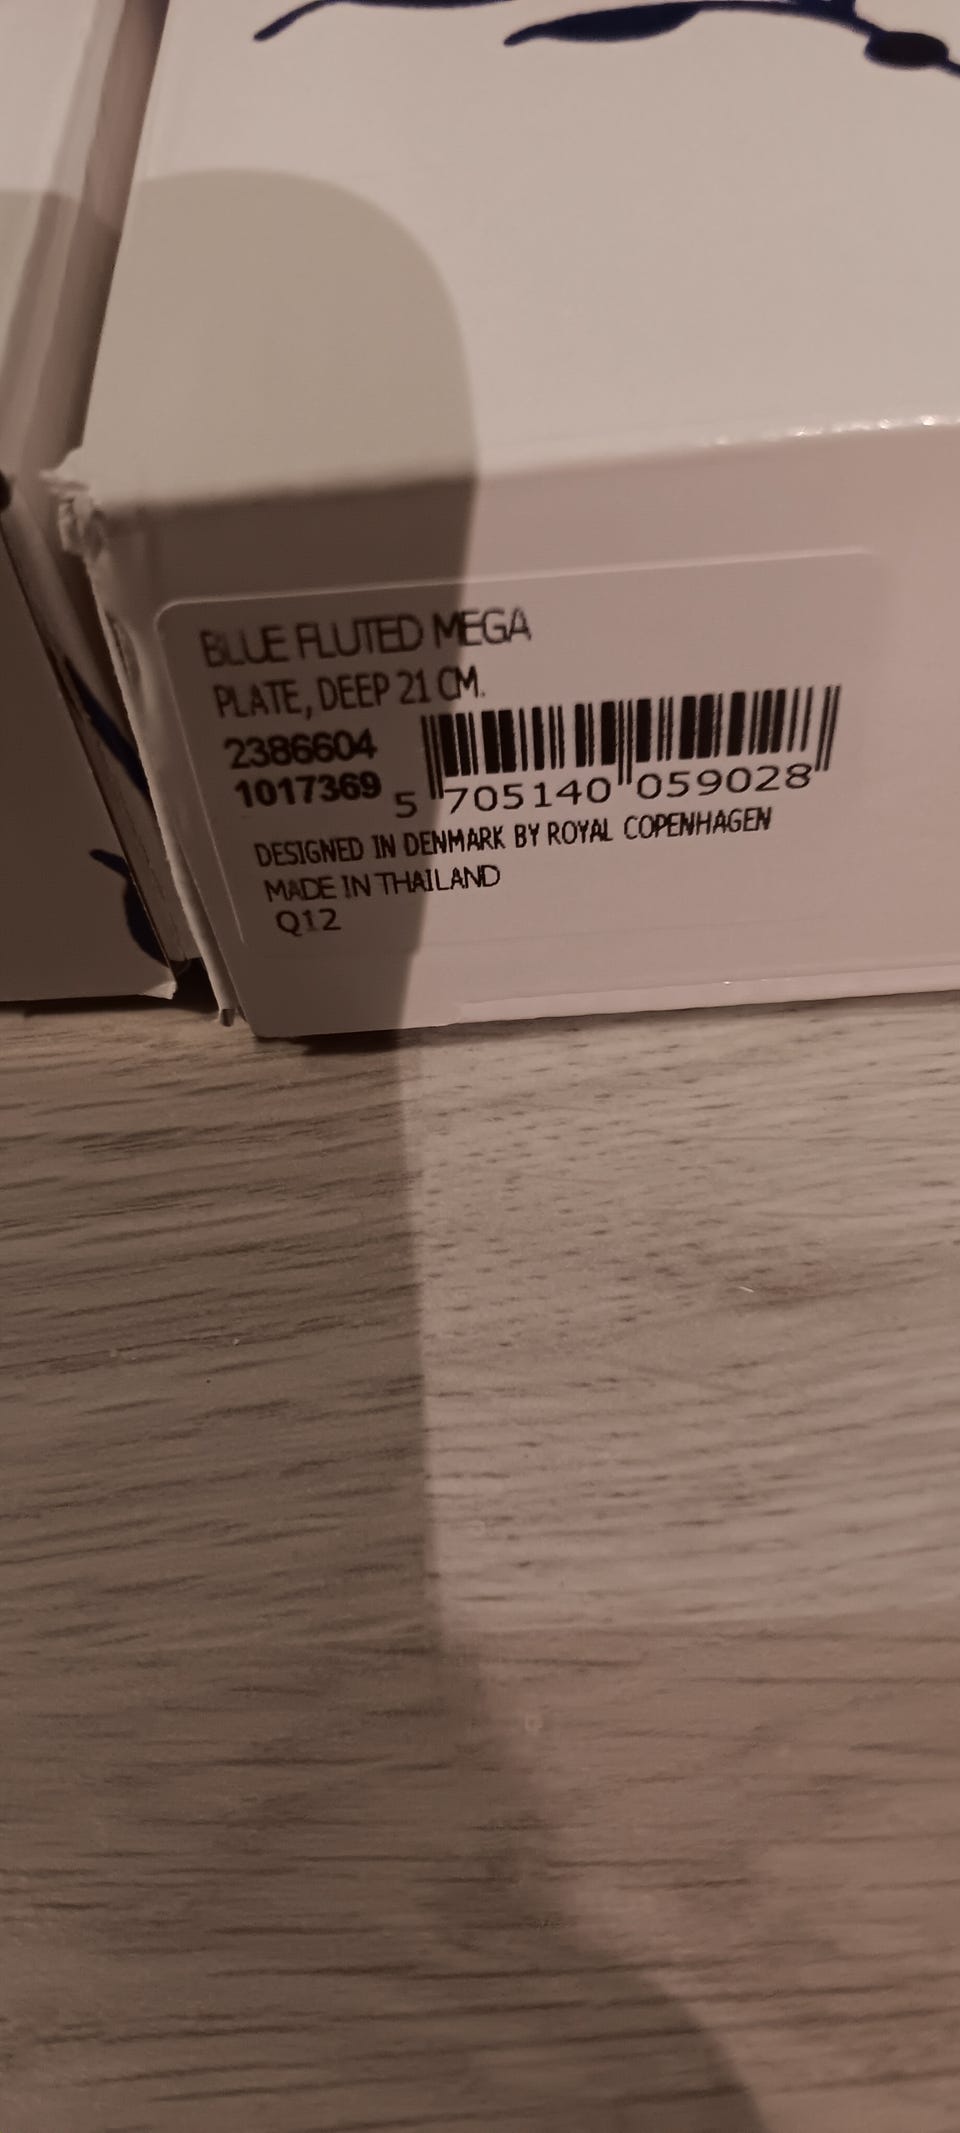 BLUE FLUTED MEGA
PLATE, DEEP 21 CM.
2386604
1017369
5 705140 059028
DESIGNED IN DENMARK BY ROYAL COPENHAGEN
MADE IN THAILAND
Q12